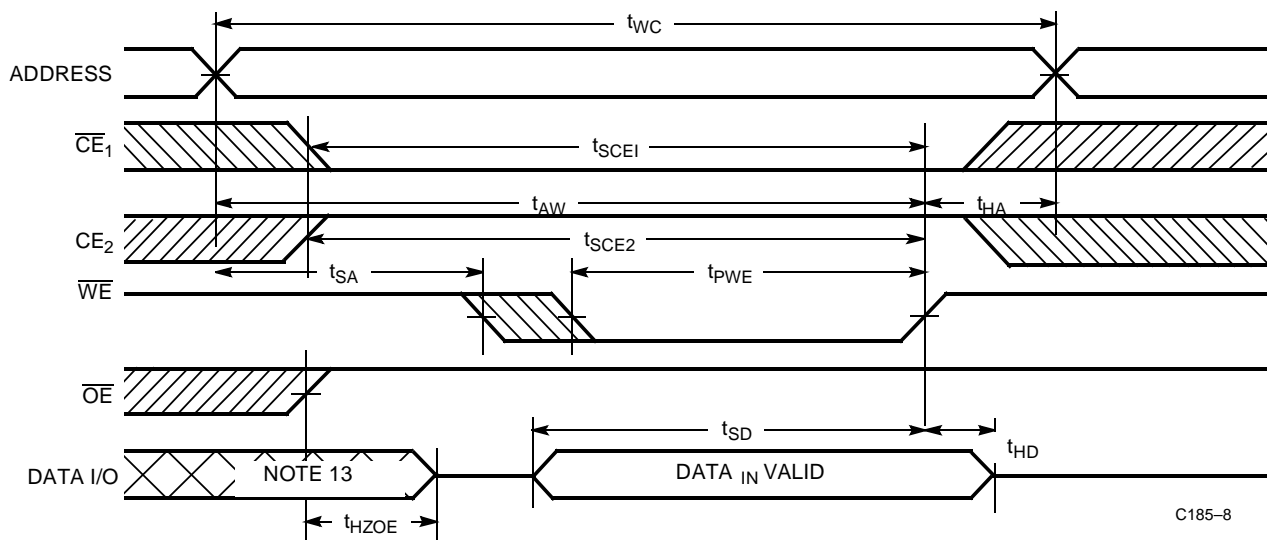 tWC
ADDRESS
CE1
tSCEI
tAW
tHA
CE2
tSCE2
tSA
tPWE
WE
OE
tSD
tHD
DATA I/O
NOTE 13
DATA IN VALID
tHZOE
C185–8